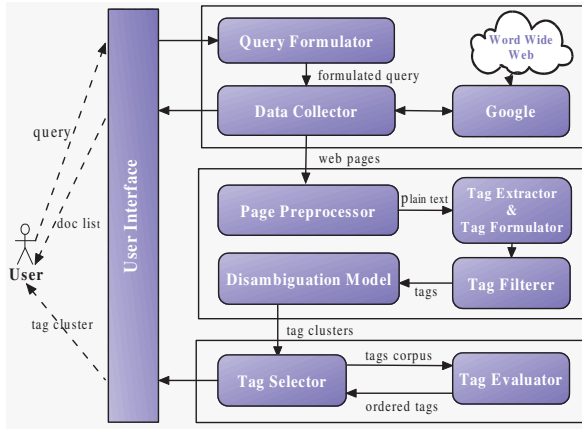 Query Formulator
Word Wide
Web
formulated query
Data Collector
Google
query
web pages
doc list
User Interface
Page Preprocessor
plain text
Tag Extractor
&
Tag Formulator
User
Disambiguation Model
tags
Tag Filterer
tag cluster
tag clusters
Tag Selector
tags corpus
Tag Evaluator
ordered tags